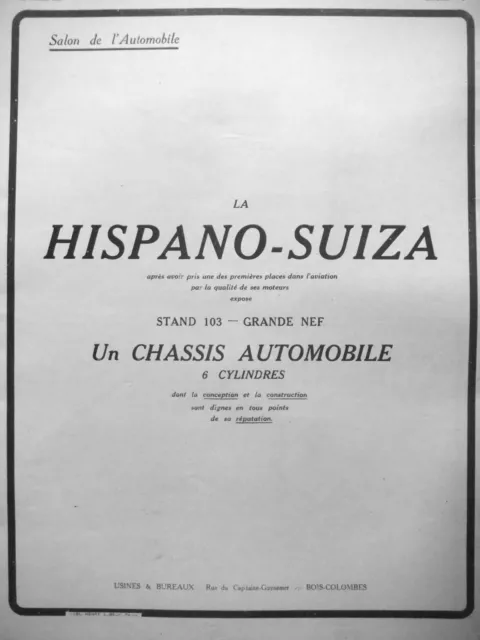 Salon de l'Automobile
LA
HISPANO-SUIZA
après avoir pris une des premières places dans l'aviation
par la qualité de ses moteurs
expose
STAND 103 — GRANDE NEF
Un CHASSIS AUTOMOBILE
6 CYLINDRES
dont la conception et la construction
sont dignes en tous points
de sa réputation.
USINES & BUREAUX Rue du Capitaine-Guynemer — BOIS-COLOMBES